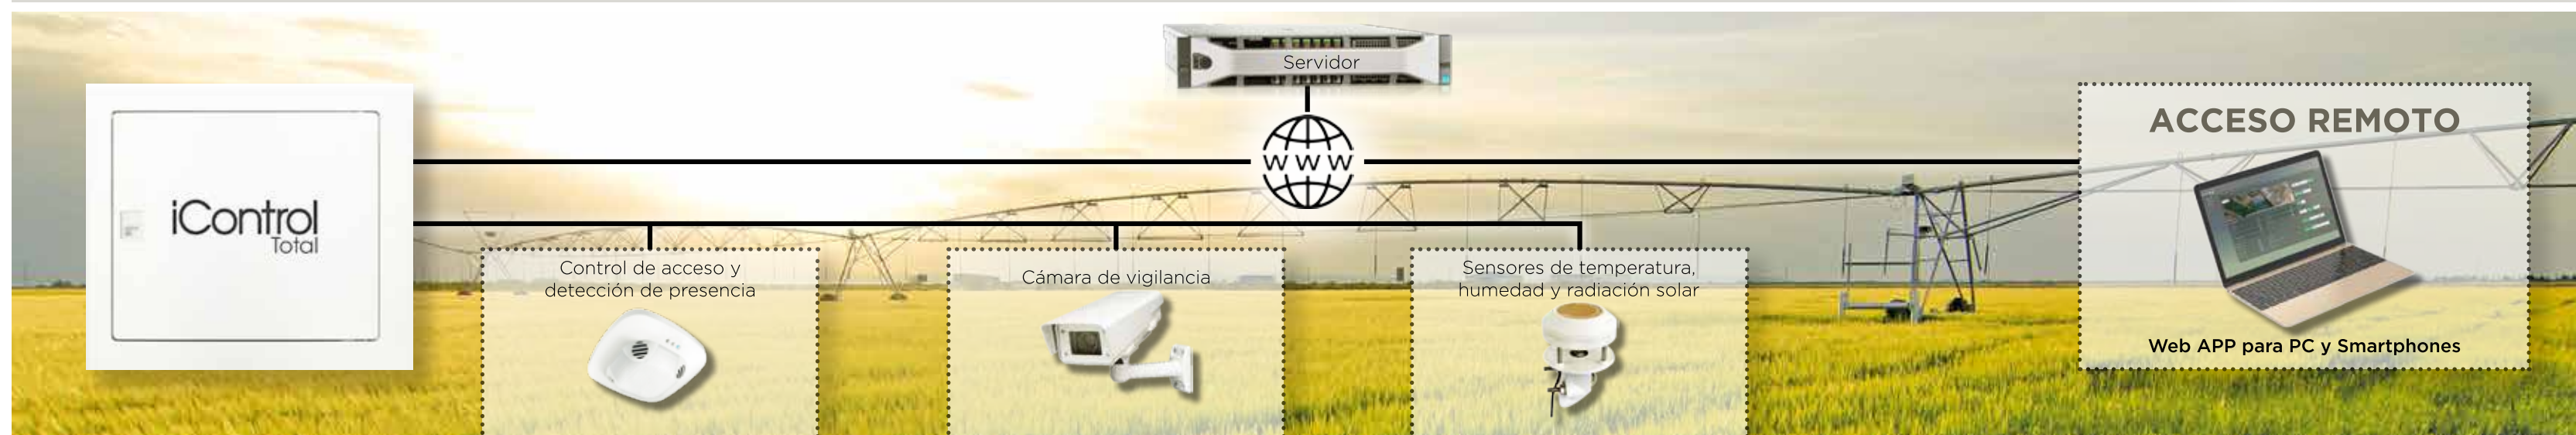 Servidor
WWW
iControl
Total
ACCESO REMOTO
Web APP para PC y Smartphones
Control de acceso y
detección de presencia
Cámara de vigilancia
Sensores de temperatura,
humedad y radiación solar